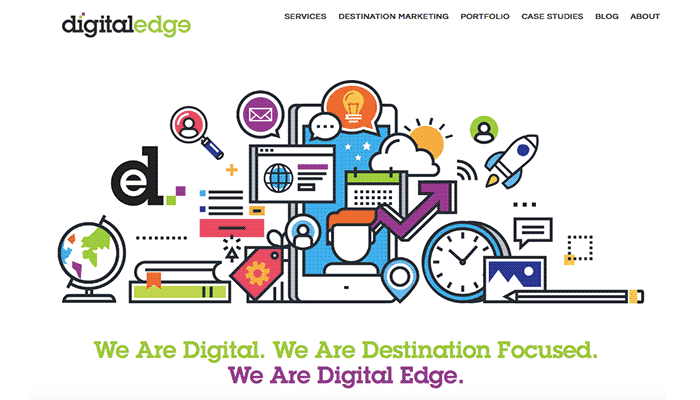 digitaledge
SERVICES DESTINATION MARKETING PORTFOLIO CASE STUDIES BLOG ABOUT
de
We Are Digital. We Are Destination Focused.
We Are Digital Edge.